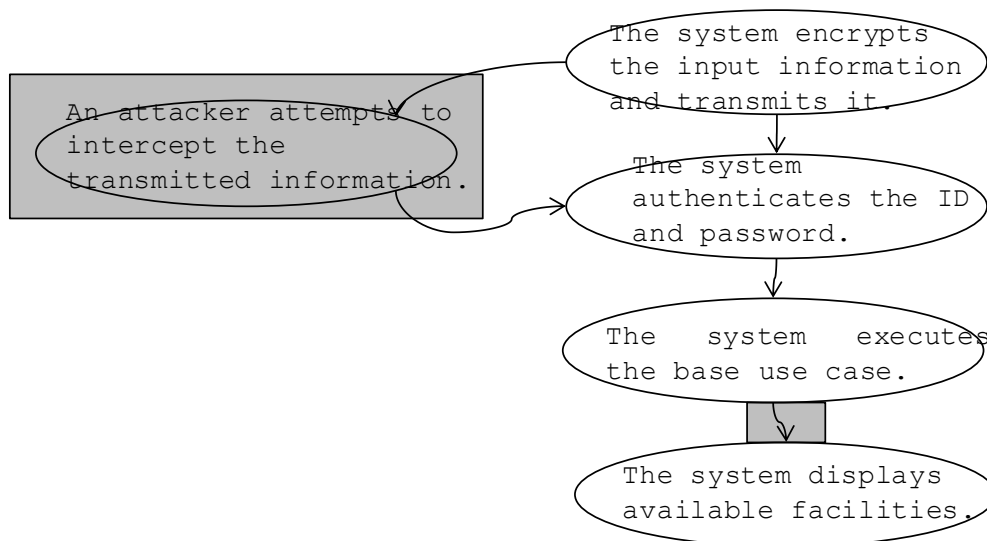 The system encrypts
the input information
and transmits it.
An attacker attempts to
intercept the
transmitted information.
The system
authenticates the ID
and password.
The system executes
the base use case.
The system displays
available facilities.